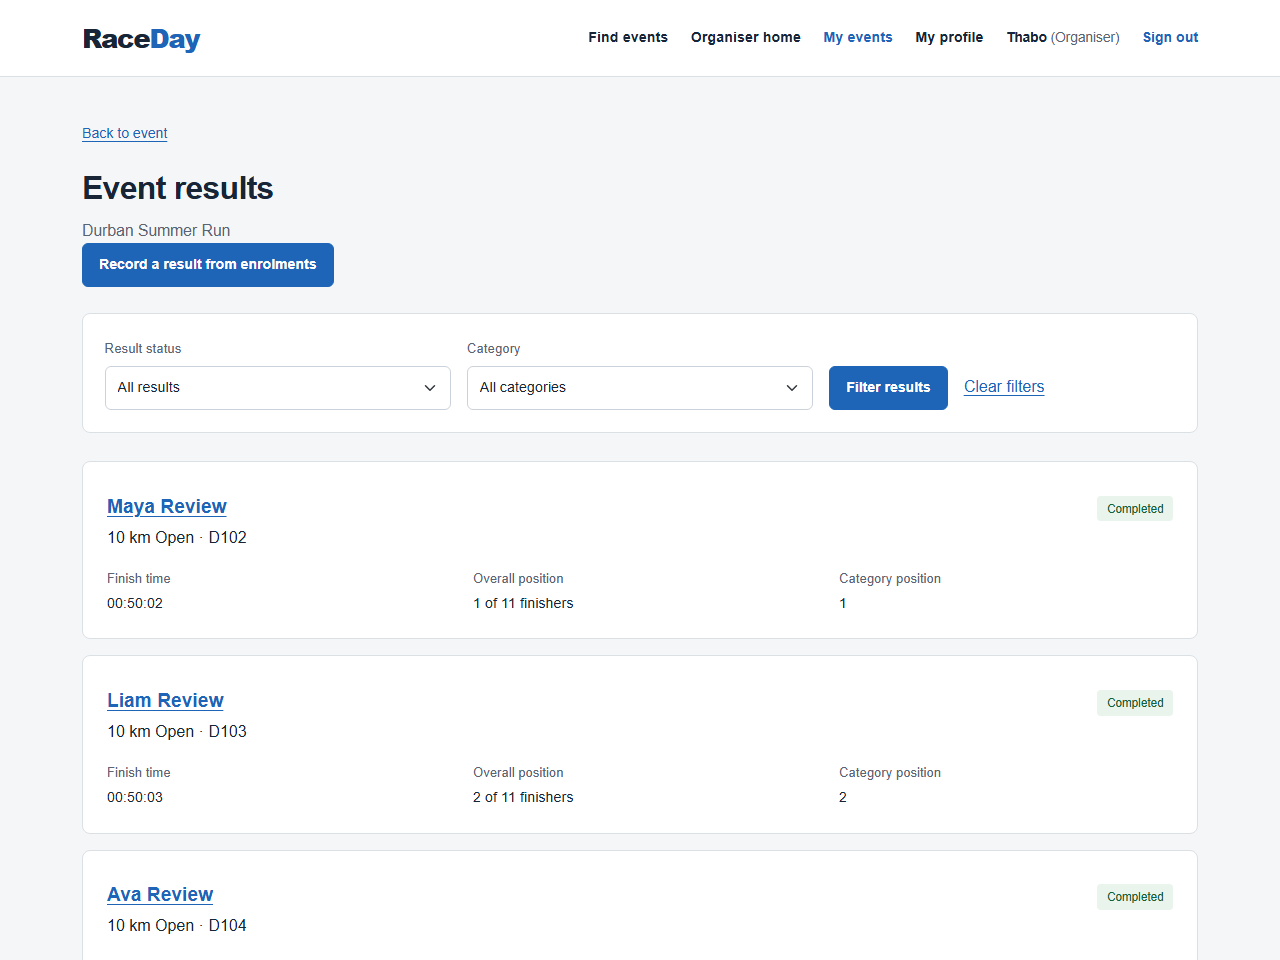 RaceDay
Find events Organiser home My events My profile Thabo (Organiser) Sign out
Back to event
Event results
Durban Summer Run
Record a result from enrolments
Result status Category
All results All categories Filter results Clear filters
Maya Review Completed
10 km Open · D102
Finish time Overall position Category position
00:50:02 1 of 11 finishers 1
Liam Review Completed
10 km Open · D103
Finish time Overall position Category position
00:50:03 2 of 11 finishers 2
Ava Review Completed
10 km Open · D104